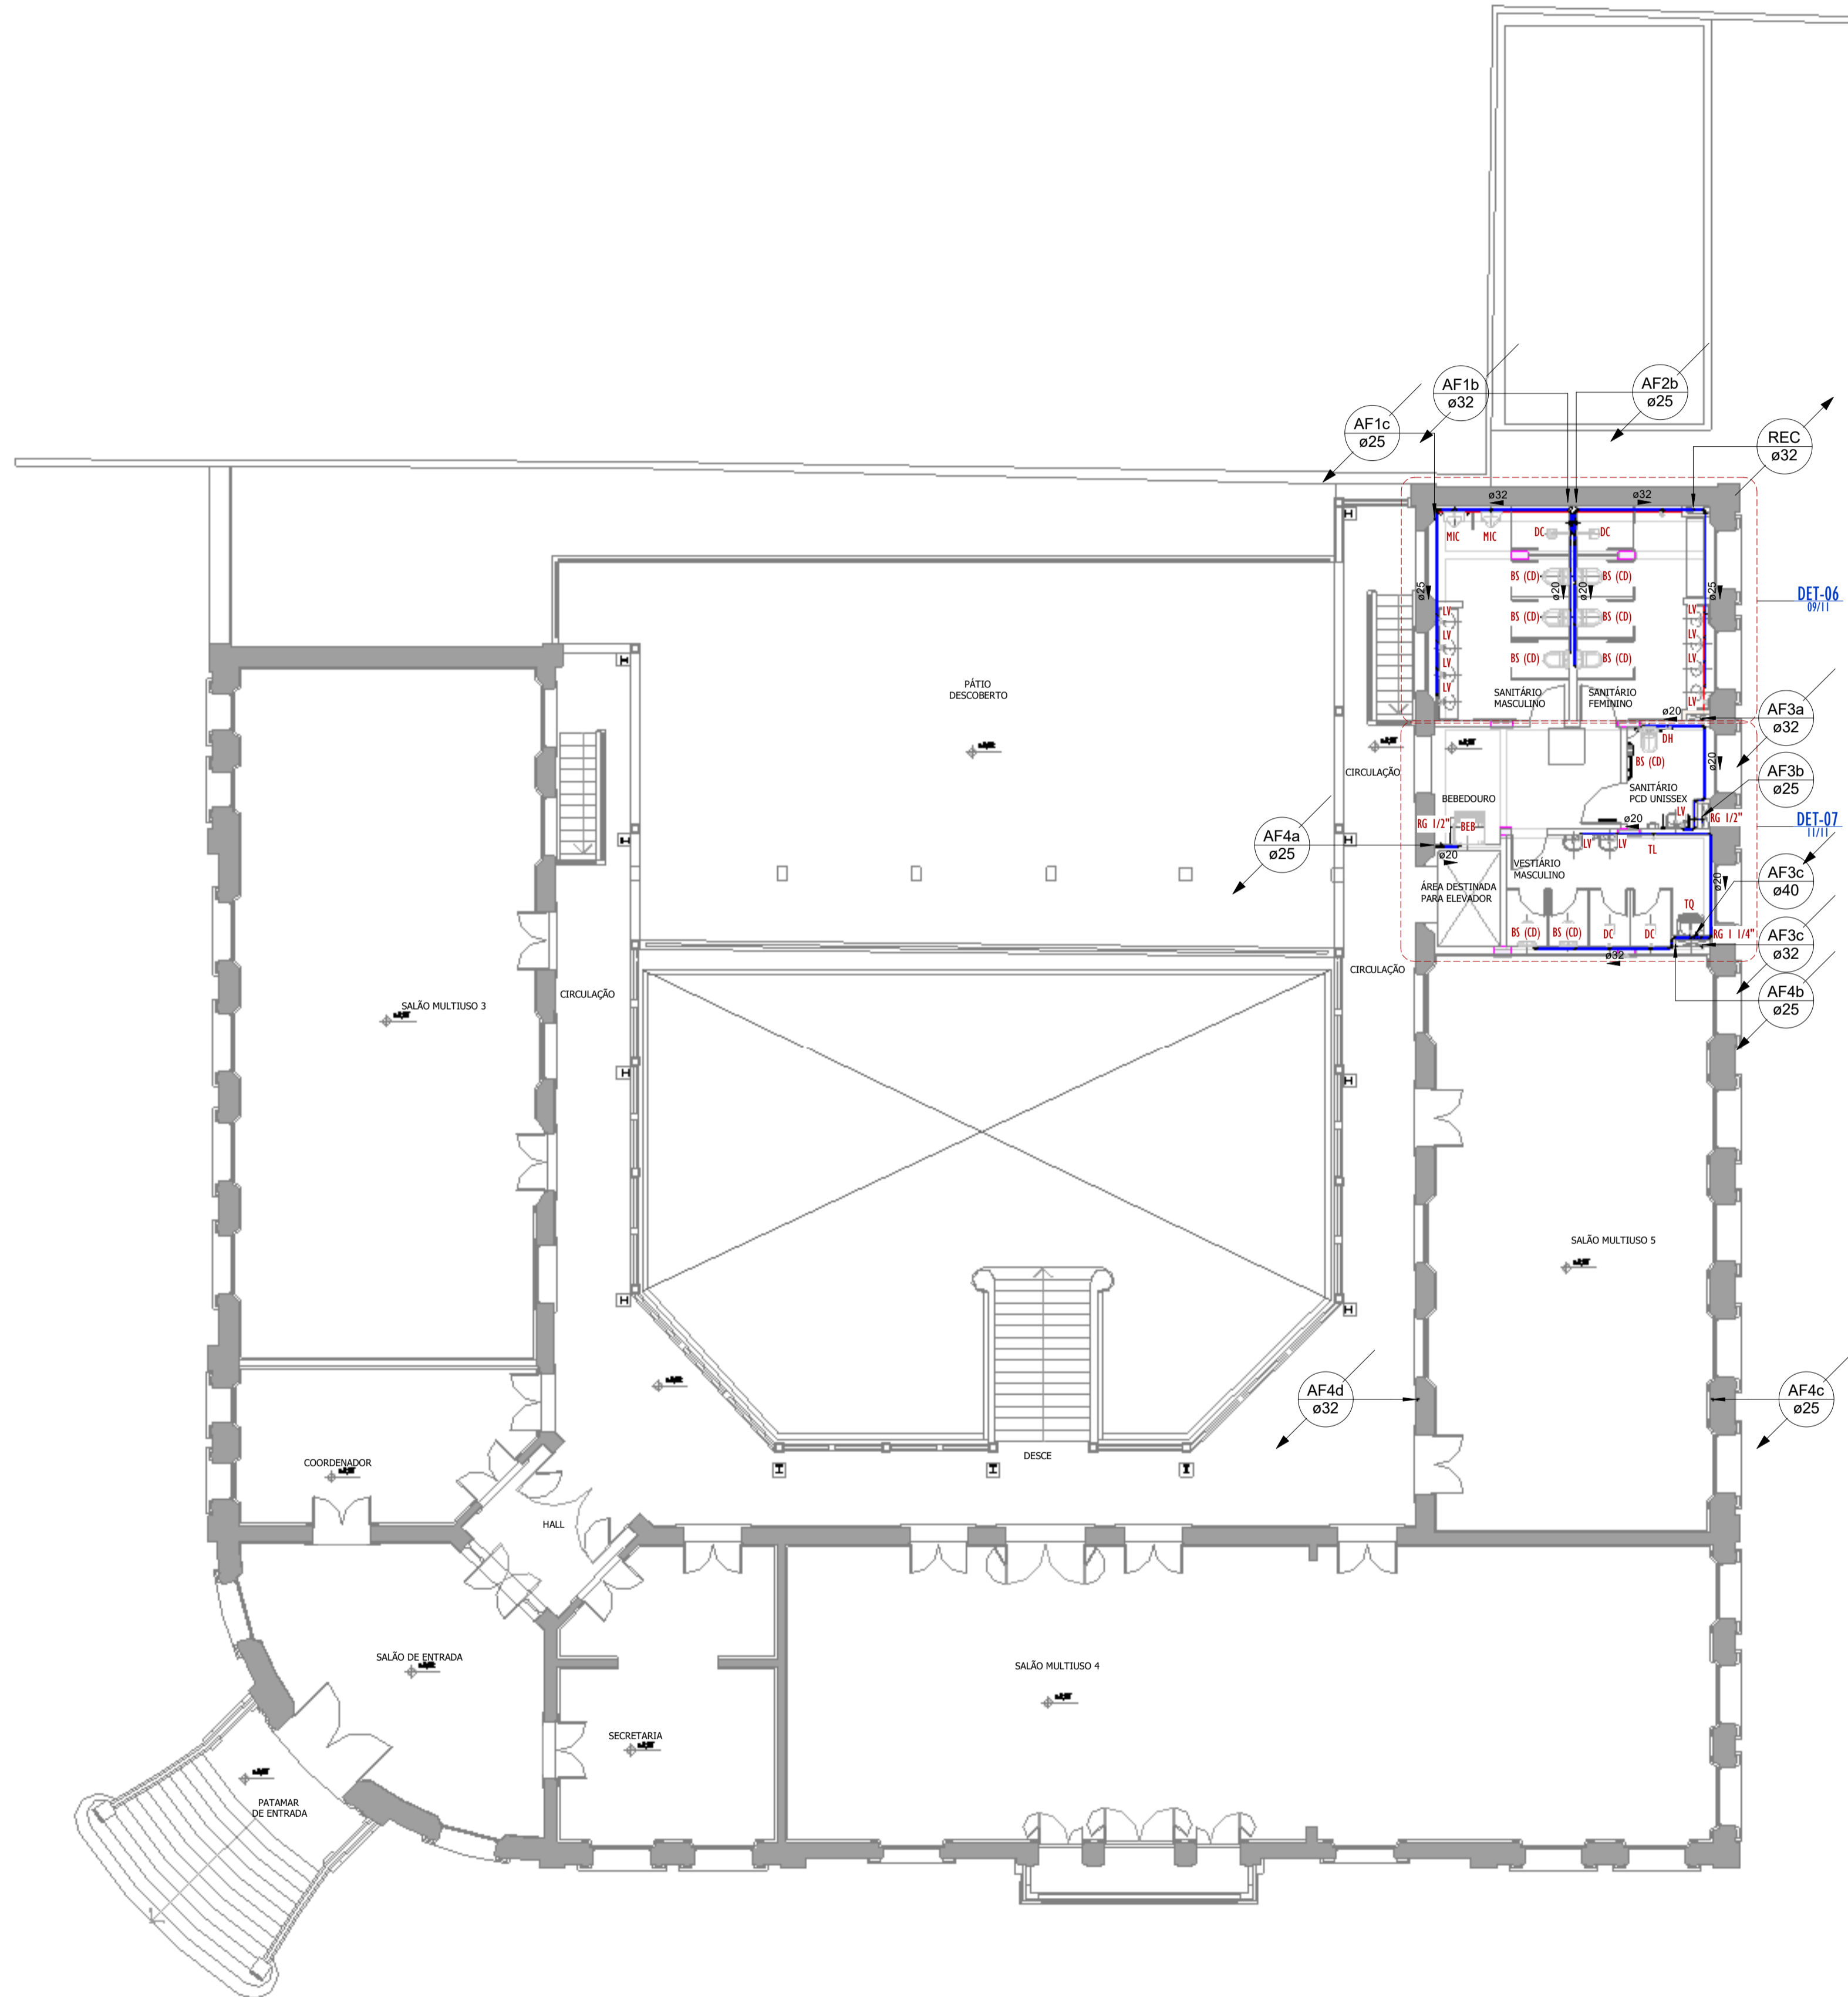 AF1b
ø32
AF2b
ø25
AF1c
ø25
REC
ø32
ø32
ø32
MIC
MIC
DC
DC
BS (CD)
BS (CD)
ø25
ø20
ø20
ø25
DET-06
09/11
BS (CD)
BS (CD)
LV
LV
LV
LV
LV
LV
LV
LV
BS (CD)
BS (CD)
PÁTIO
DESCOBERTO
SANITÁRIO
MASCULINO
SANITÁRIO
FEMININO
AF3a
ø32
ø20
DH
BS (CD)
ø20
CIRCULAÇÃO
SANITÁRIO
PCD UNISSEX
AF3b
ø25
BEBEDOURO
LV
RG 1/2"
BEB
ø20
RG 1/2"
DET-07
11/11
AF4a
ø25
ø20
LV
LV
TL
VESTIÁRIO
MASCULINO
ÁREA DESTINADA
PARA ELEVADOR
ø20
AF3c
ø40
TQ
BS (CD)
BS (CD)
DC
DC
RG 1 1/4"
AF3c
ø32
ø32
CIRCULAÇÃO
CIRCULAÇÃO
AF4b
ø25
SALÃO MULTIUSO 3
SALÃO MULTIUSO 5
AF4d
ø32
AF4c
ø25
DESCE
COORDENADOR
HALL
SALÃO DE ENTRADA
SALÃO MULTIUSO 4
SECRETARIA
PATAMAR
DE ENTRADA